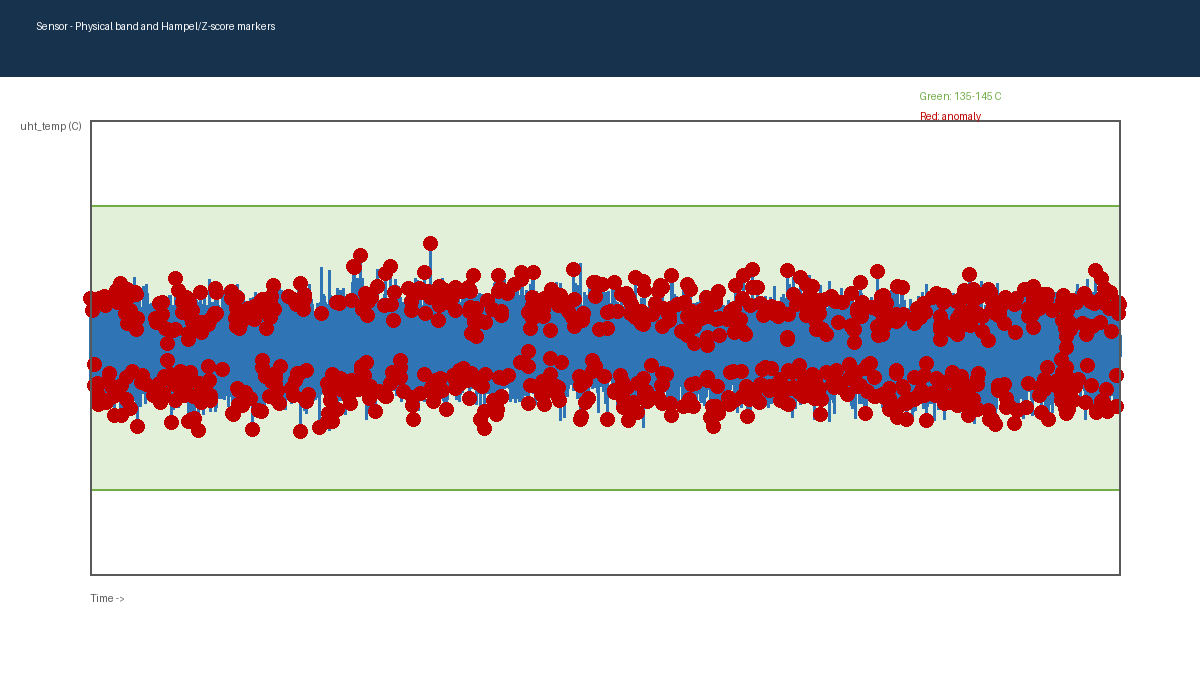 Sensor - Physical band and Hampel/Z-score markers
Green: 135-145 C
Red: anomaly
uht_temp (C)
Time ->